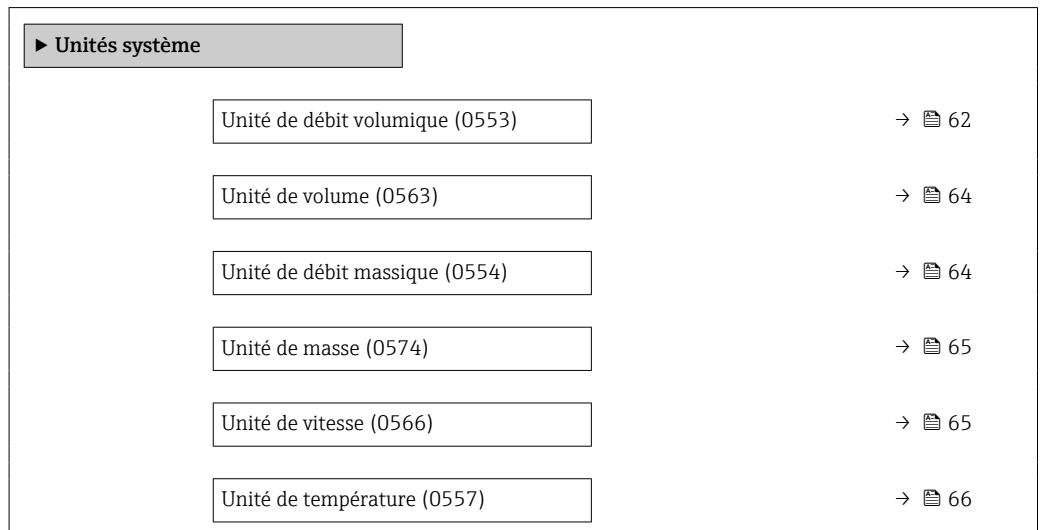 ▶ Unités système
Unité de débit volumique (0553) → 62
Unité de volume (0563) → 64
Unité de débit massique (0554) → 64
Unité de masse (0574) → 65
Unité de vitesse (0566) → 65
Unité de température (0557) → 66